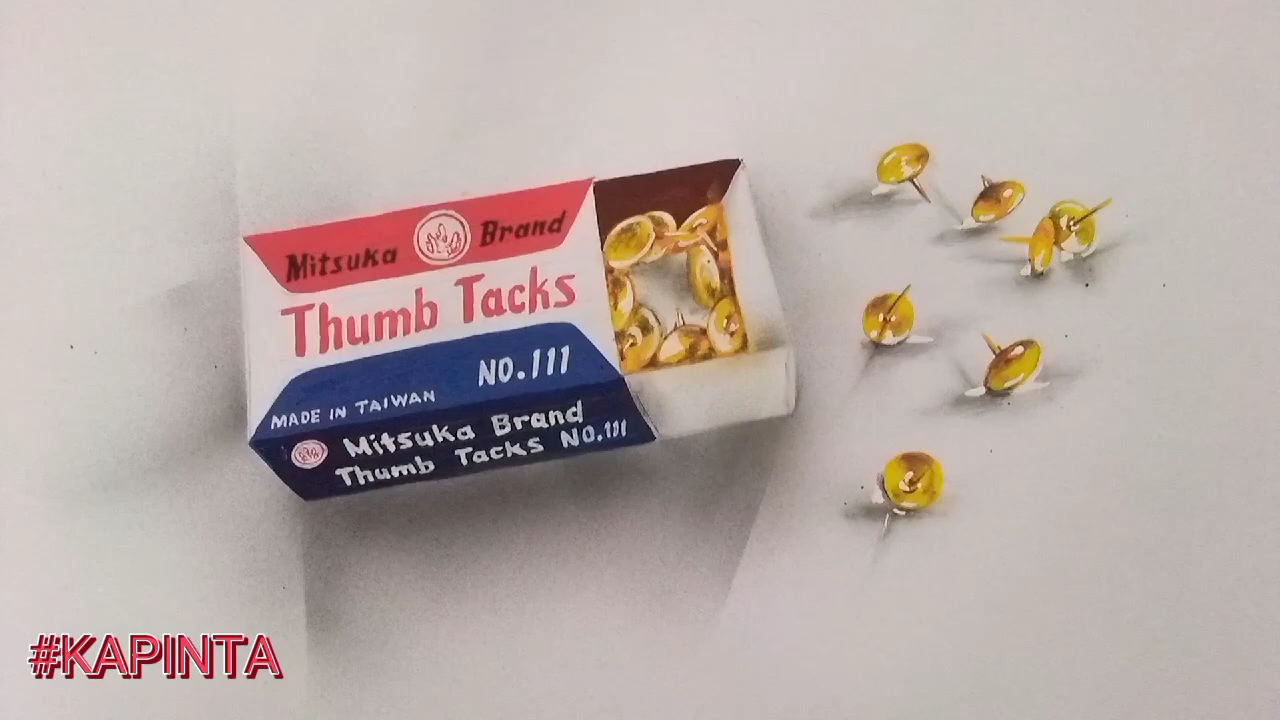 Mitsuka Brand
Thumb Tacks
NO.111
MADE IN TAIWAN
Mitsuka Brand
Thumb Tacks NO.111
#KAPINTA